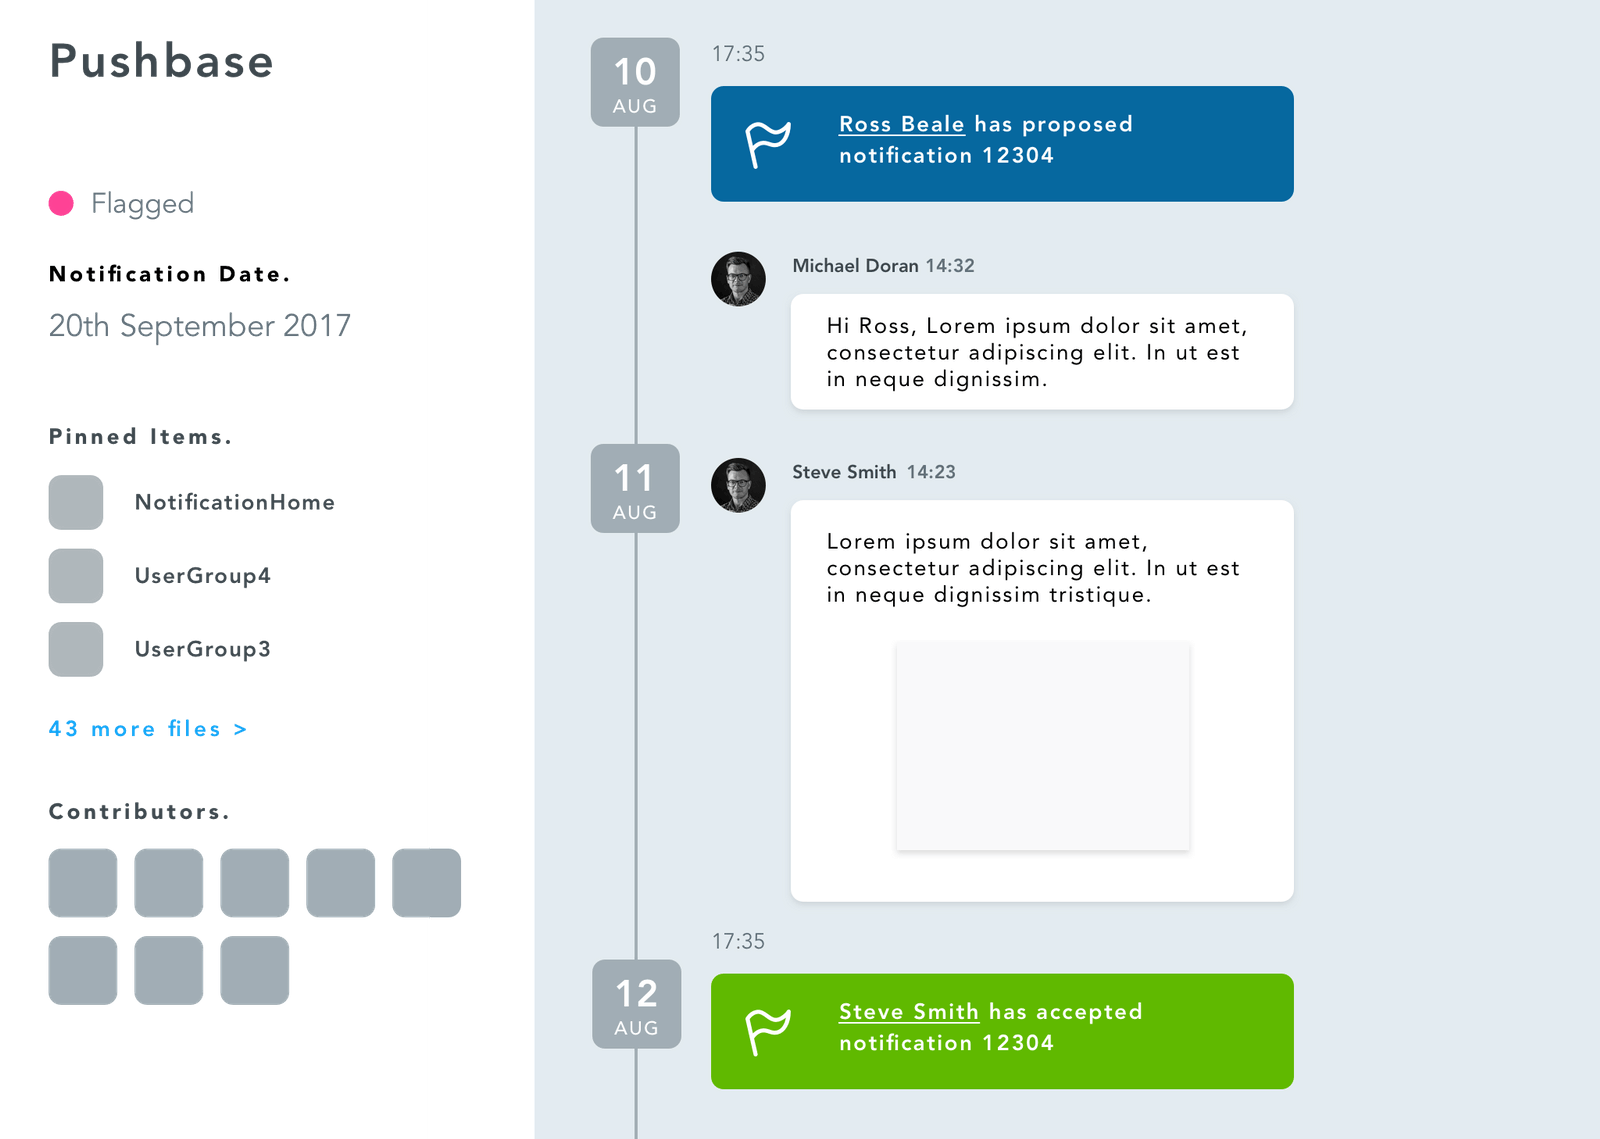 Pushbase
Flagged
Notification Date.
20th September 2017
Pinned Items.
NotificationHome
UserGroup4
UserGroup3
43 more files >
Contributors.
10
AUG
17:35
Ross Beale has proposed
notification 12304
Michael Doran 14:32
Hi Ross, Lorem ipsum dolor sit amet,
consectetur adipiscing elit. In ut est
in neque dignissim.
11
AUG
Steve Smith 14:23
Lorem ipsum dolor sit amet,
consectetur adipiscing elit. In ut est
in neque dignissim tristique.
17:35
12
AUG
Steve Smith has accepted
notification 12304